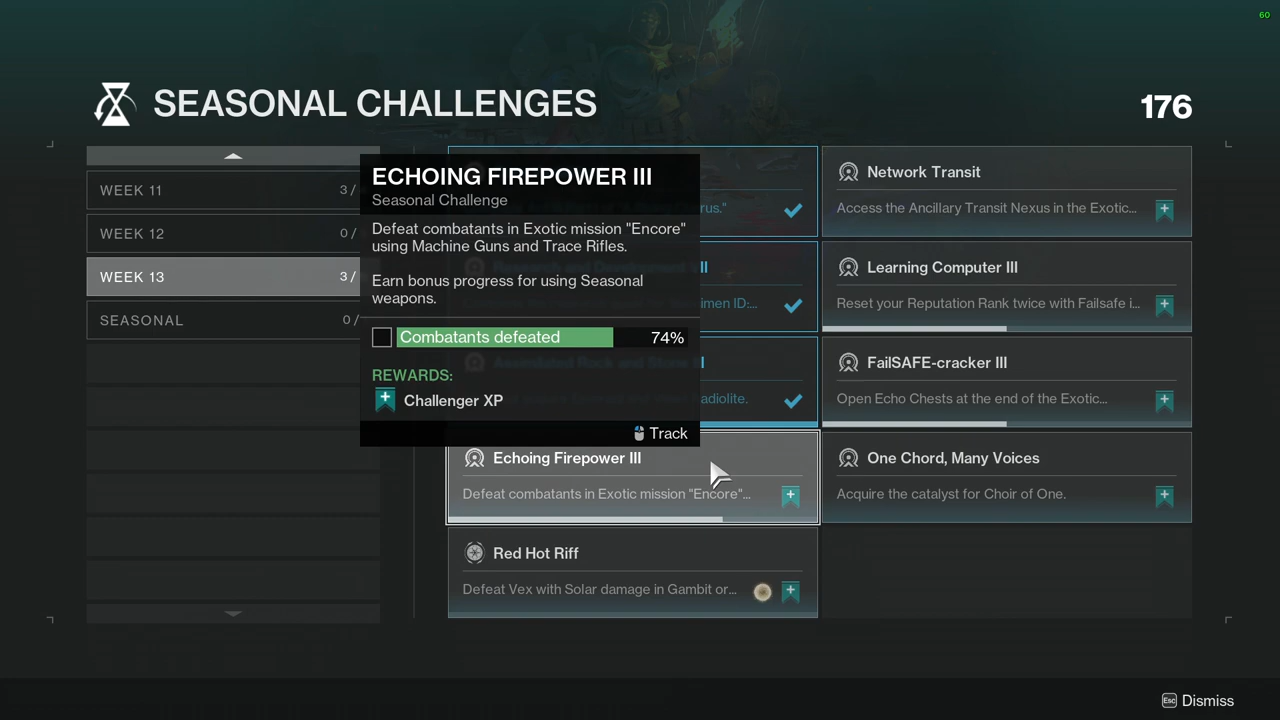 60
SEASONAL CHALLENGES
176
WEEK 11 3/
WEEK 12 0/
WEEK 13 3/
SEASONAL 0/
ECHOING FIREPOWER III
Seasonal Challenge
Defeat combatants in Exotic mission "Encore"
using Machine Guns and Trace Rifles.
Earn bonus progress for using Seasonal
weapons.
Combatants defeated 74%
REWARDS:
Challenger XP
Track
Echoing Firepower III
Defeat combatants in Exotic mission "Encore"...
Red Hot Riff
Defeat Vex with Solar damage in Gambit or...
Network Transit
Access the Ancillary Transit Nexus in the Exotic...
Learning Computer III
Reset your Reputation Rank twice with Failsafe i...
FailSAFE-cracker III
Open Echo Chests at the end of the Exotic...
One Chord, Many Voices
Acquire the catalyst for Choir of One.
Esc Dismiss